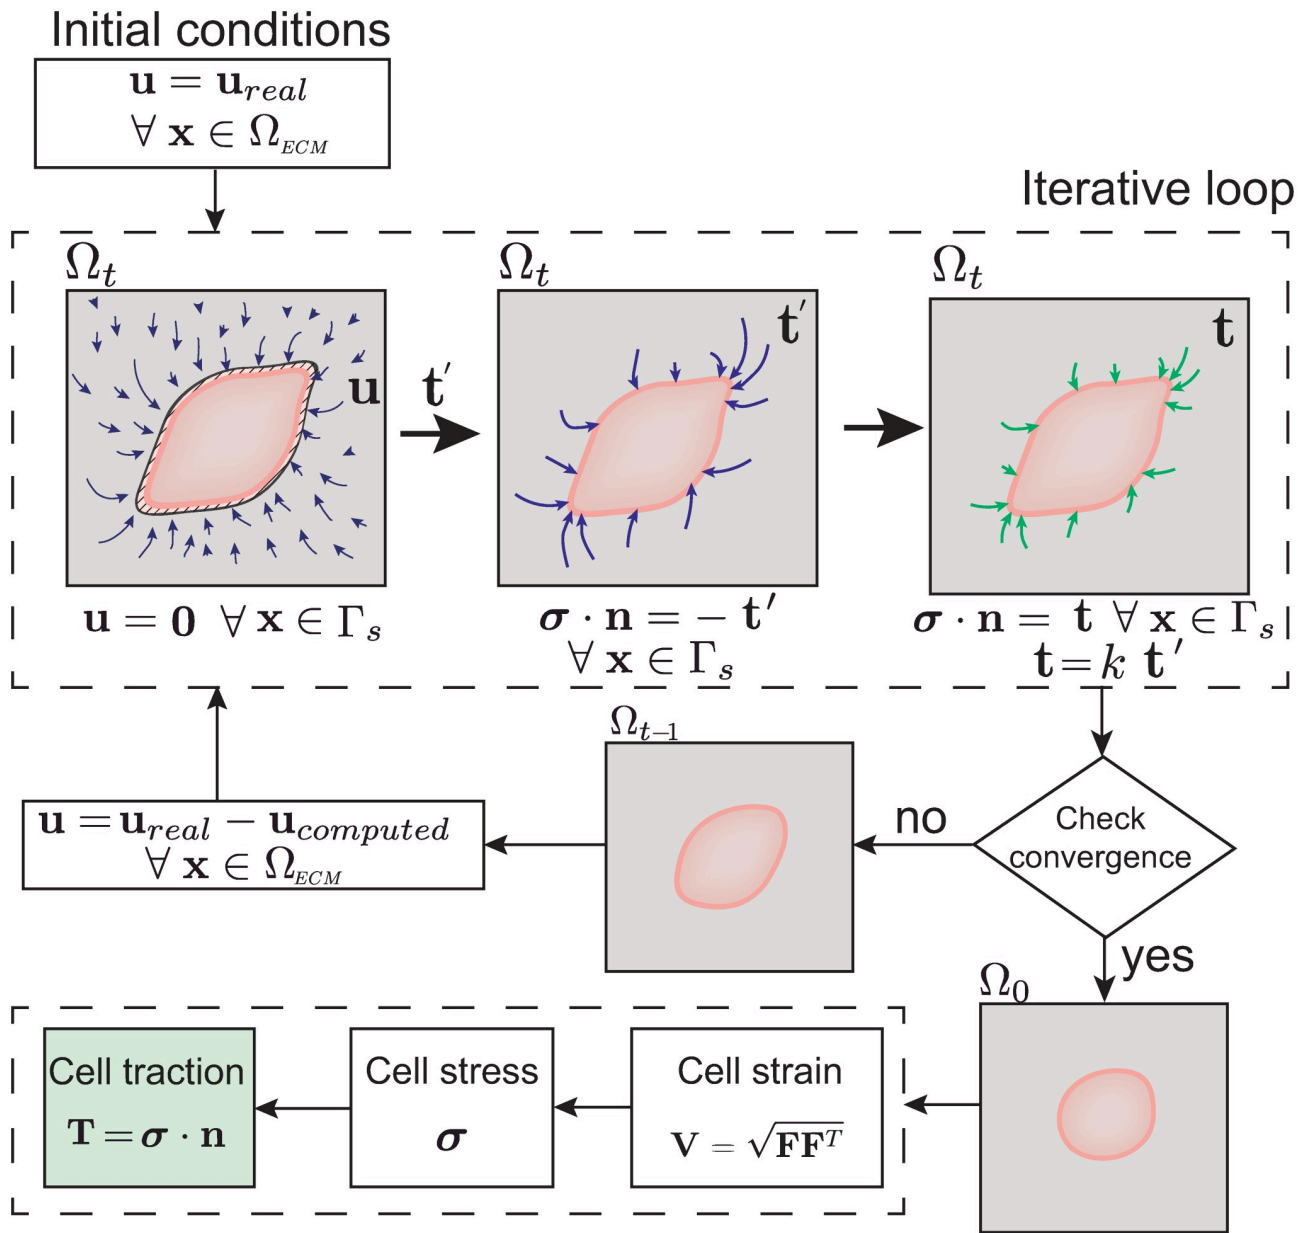 Initial conditions
u = u_real
∀ x ∈ Ω_ECM
Iterative loop
Ω_t
u
u = 0 ∀ x ∈ Γ_s
t′
Ω_t
t′
σ · n = − t′
∀ x ∈ Γ_s
Ω_t
t
σ · n = t ∀ x ∈ Γ_s
t = k t′
Check
convergence
no
Ω_{t−1}
u = u_real − u_computed
∀ x ∈ Ω_ECM
yes
Ω_0
Cell strain
V = √FF^T
Cell stress
σ
Cell traction
T = σ · n